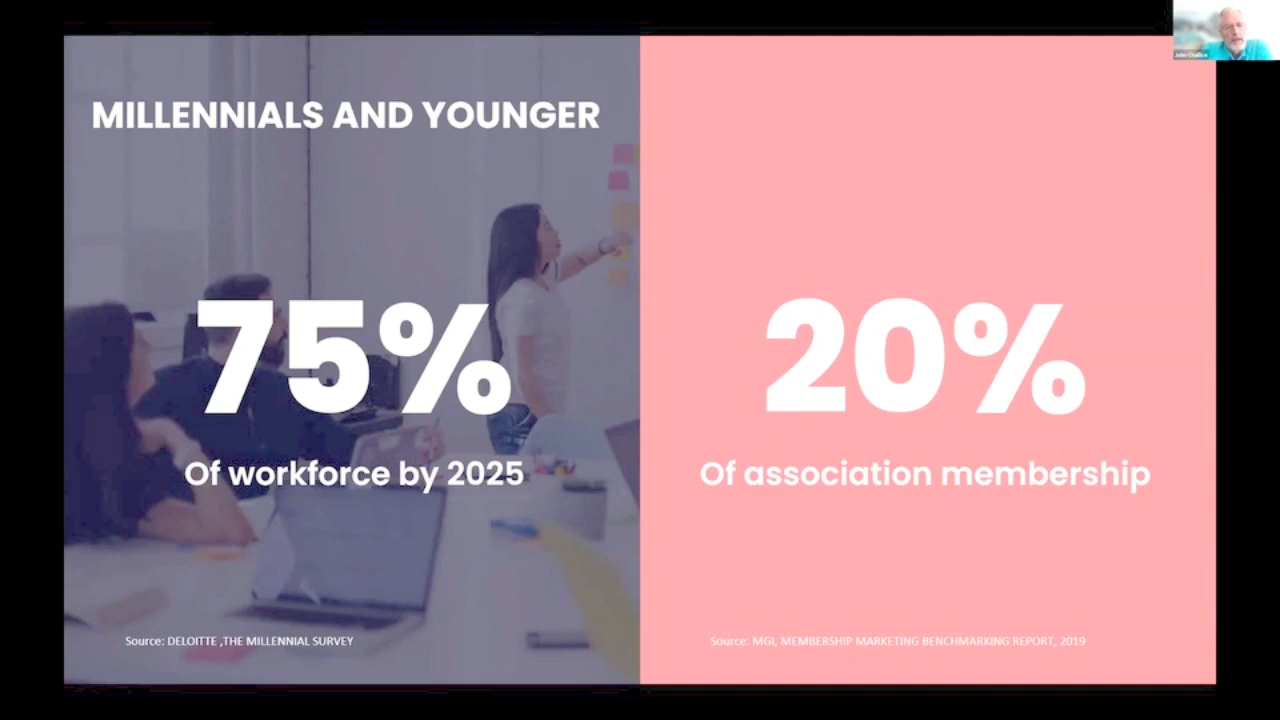 MILLENNIALS AND YOUNGER
75%
Of workforce by 2025
Source: DELOITTE ,THE MILLENNIAL SURVEY
20%
Of association membership
Source: MGI, MEMBERSHIP MARKETING BENCHMARKING REPORT, 2019